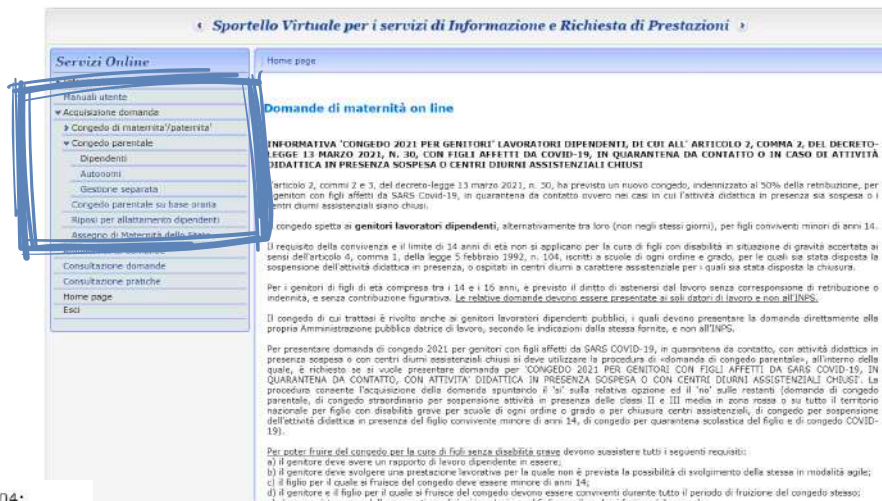 Sportello Virtuale per i servizi di Informazione e Richiesta di Prestazioni
Servizi Online
Home page
Manuali utente
Acquisizione domanda
Congedo di maternita'/paternita'
Congedo parentale
Dipendenti
Autonomi
Gestione separata
Congedo parentale su base oraria
Riposi per allattamento dipendenti
Assegno di Maternità dello Stato
Consultazione domande
Consultazione pratiche
Home page
Esci
Domande di maternità on line
INFORMATIVA 'CONGEDO 2021 PER GENITORI' LAVORATORI DIPENDENTI, DI CUI ALL' ARTICOLO 2, COMMA 2, DEL DECRETO-
LEGGE 13 MARZO 2021, N. 30, CON FIGLI AFFETTI DA COVID-19, IN QUARANTENA DA CONTATTO O IN CASO DI ATTIVITÀ
DIDATTICA IN PRESENZA SOSPESA O CENTRI DIURNI ASSISTENZIALI CHIUSI
L'articolo 2, commi 2 e 3, del decreto-legge 13 marzo 2021, n. 30, ha previsto un nuovo congedo, indennizzato al 50% della retribuzione, per
genitori con figli affetti da SARS Covid-19, in quarantena da contatto ovvero nei casi in cui l'attività didattica in presenza sia sospesa o i
centri diurni assistenziali siano chiusi.
congedo spetta ai genitori lavoratori dipendenti, alternativamente tra loro (non negli stessi giorni), per figli conviventi minori di anni 14.
Il requisito della convivenza e il limite di 14 anni di età non si applicano per la cura di figli con disabilità in situazione di gravità accertata ai
sensi dell'articolo 4, comma 1, della legge 5 febbraio 1992, n. 104, iscritti a scuole di ogni ordine e grado, per le quali sia stata disposta la
sospensione dell'attività didattica in presenza, o ospitati in centri diurni a carattere assistenziale per i quali sia stata disposta la chiusura.
Per i genitori di figli di età compresa tra i 14 e i 16 anni, è previsto il diritto di astenersi dal lavoro senza corresponsione di retribuzione o
indennità, e senza contribuzione figurativa. Le relative domande devono essere presentate ai soli datori di lavoro e non all'INPS.
Il congedo di cui trattasi è rivolto anche ai genitori lavoratori dipendenti pubblici, i quali devono presentare la domanda direttamente alla
propria Amministrazione pubblica datrice di lavoro, secondo le indicazioni dalla stessa fornite, e non all'INPS.
Per presentare domanda di congedo 2021 per genitori con figli affetti da SARS COVID-19, in quarantena da contatto, con attività didattica in
presenza sospesa o con centri diurni assistenziali chiusi si deve utilizzare la procedura di «domanda di congedo parentale», all'interno della
quale, è richiesto se si vuole presentare domanda per 'CONGEDO 2021 PER GENITORI CON FIGLI AFFETTI DA SARS COVID-19, IN
QUARANTENA DA CONTATTO, CON ATTIVITA' DIDATTICA IN PRESENZA SOSPESA O CON CENTRI DIURNI ASSISTENZIALI CHIUSI'. La
procedura consente l'acquisizione della domanda spuntando il 'si' sulla relativa opzione ed il 'no' sulle restanti (domanda di congedo
parentale, di congedo straordinario per sospensione attività in presenza delle classi II e III media in zona rossa o su tutto il territorio
nazionale per figlio con disabilità grave per scuole di ogni ordine o grado o per chiusura centri assistenziali, di congedo per sospensione
dell'attività didattica in presenza del figlio convivente minore di anni 14, di congedo per quarantena scolastica del figlio e di congedo COVID-
19).
Per poter fruire del congedo per la cura di figli senza disabilità grave devono sussistere tutti i seguenti requisiti:
a) il genitore deve avere un rapporto di lavoro dipendente in essere;
b) il genitore deve svolgere una prestazione lavorativa per la quale non è prevista la possibilità di svolgimento della stessa in modalità agile;
c) il figlio per il quale si fruisce del congedo deve essere minore di anni 14;
d) il genitore e il figlio per il quale si fruisce del congedo devono essere conviventi durante tutto il periodo di fruizione del congedo stesso;
04: